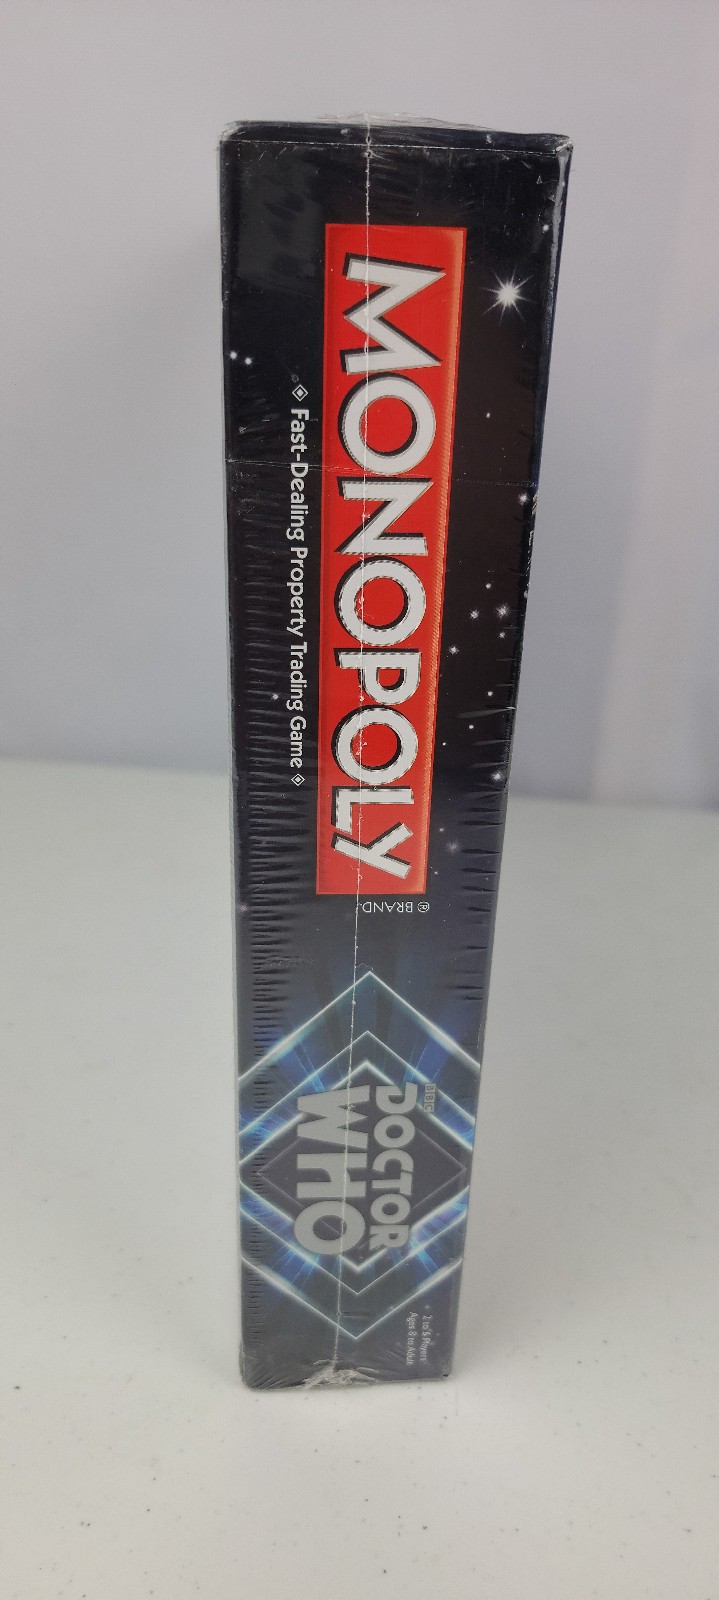 MONOPOLY
® BRAND
Fast-Dealing Property Trading Game
BBC
DOCTOR
WHO
2 to 6 Players
Ages 8 to Adult